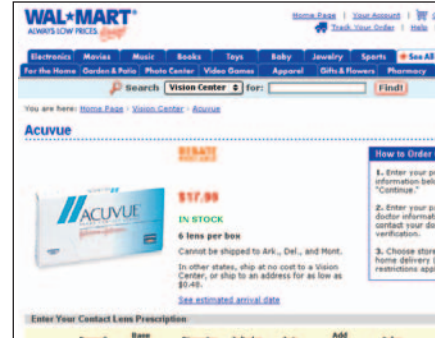 WAL★MART®
Home Page | Your Account |
ALWAYS LOW PRICES.
Track Your Order | Help
Electronics Movies Music Books Toys Baby Jewelry Sports See All
For the Home Garden & Patio Photo Center Video Games Apparel Gifts & Flowers Pharmacy
Search Vision Center for: Find!
You are here: Home Page › Vision Center › Acuvue
Acuvue
REBATE
AVAILABLE
How to Order
$17.98
1. Enter your
information
"Continue."
IN STOCK
6 lens per box
2. Enter your
doctor
contact your
verification.
ACUVUE
Cannot be shipped to Ark., Del., and Mont.
In other states, ship at no cost to a Vision
Center, or ship to an address for as low as
$0.48.
3. Choose store
home delivery
restrictions
See estimated arrival date
Enter Your Contact Lens Prescription
Base
Add